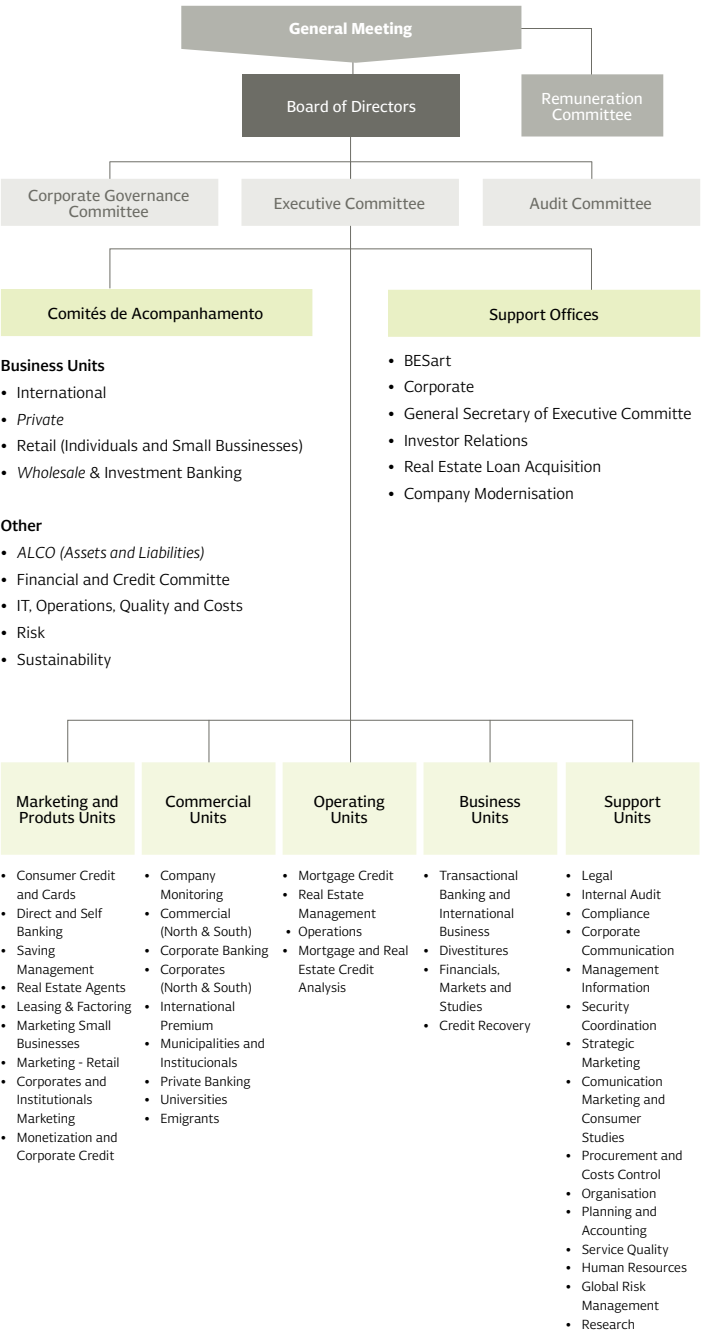 General Meeting
Board of Directors
Remuneration
Committee
Corporate Governance
Committee
Executive Committee
Audit Committee
Comités de Acompanhamento
Support Offices
Business Units
• International
• Private
• Retail (Individuals and Small Bussinesses)
• Wholesale & Investment Banking
Other
• ALCO (Assets and Liabilities)
• Financial and Credit Committe
• IT, Operations, Quality and Costs
• Risk
• Sustainability
• BESart
• Corporate
• General Secretary of Executive Committe
• Investor Relations
• Real Estate Loan Acquisition
• Company Modernisation
Marketing and
Produts Units
• Consumer Credit
and Cards
• Direct and Self
Banking
• Saving
Management
• Real Estate Agents
• Leasing & Factoring
• Marketing Small
Businesses
• Marketing - Retail
• Corporates and
Institutionals
Marketing
• Monetization and
Corporate Credit
Commercial
Units
• Company
Monitoring
• Commercial
(North & South)
• Corporate Banking
• Corporates
(North & South)
• International
Premium
• Municipalities and
Institucionals
• Private Banking
• Universities
• Emigrants
Operating
Units
• Mortgage Credit
• Real Estate
Management
• Operations
• Mortgage and Real
Estate Credit
Analysis
Business
Units
• Transactional
Banking and
International
Business
• Divestitures
• Financials,
Markets and
Studies
• Credit Recovery
Support
Units
• Legal
• Internal Audit
• Compliance
• Corporate
Communication
• Management
Information
• Security
Coordination
• Strategic
Marketing
• Comunication
Marketing and
Consumer
Studies
• Procurement and
Costs Control
• Organisation
• Planning and
Accounting
• Service Quality
• Human Resources
• Global Risk
Management
• Research